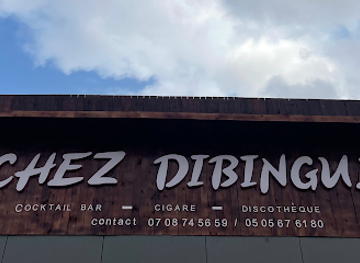 CHEZ DIBINGU
COCKTAIL BAR – CIGARE – DISCOTHEQUE
contact 07 08 74 56 59 / 05 05 67 61 80